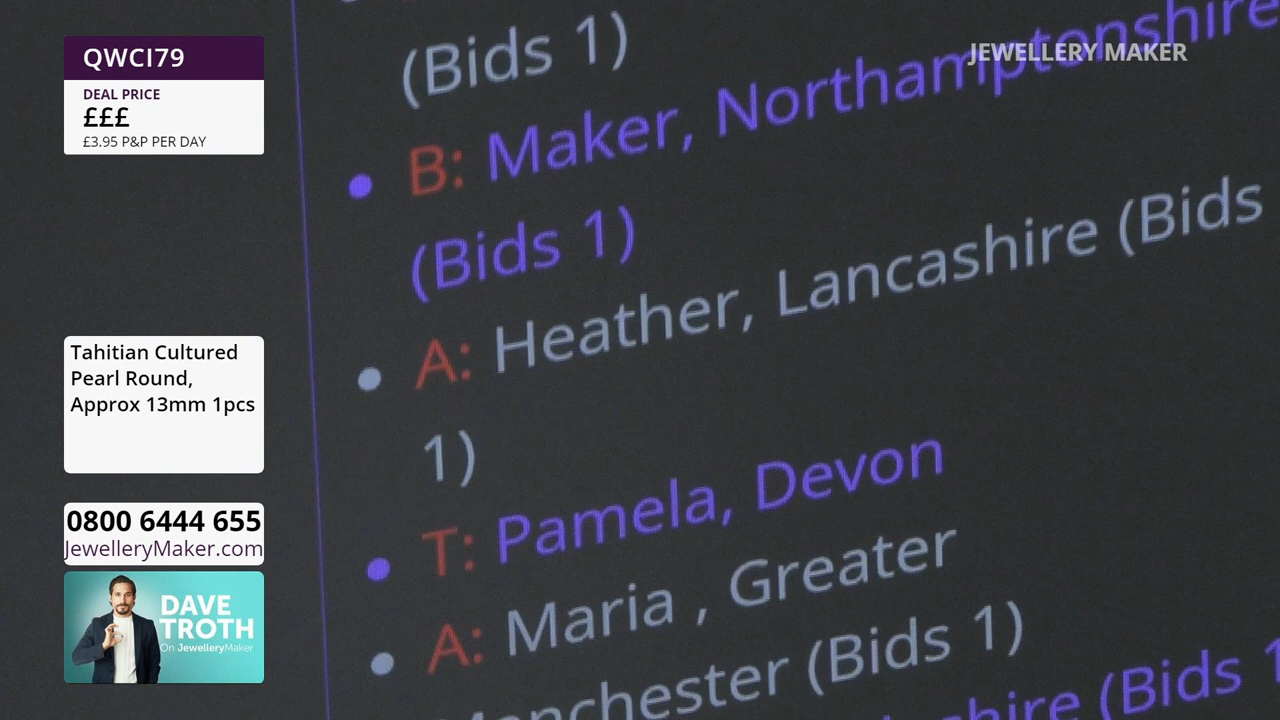 QWCI79
DEAL PRICE
£££
£3.95 P&P PER DAY
Tahitian Cultured
Pearl Round,
Approx 13mm 1pcs
0800 6444 655
JewelleryMaker.com
DAVE
TROTH
On JewelleryMaker
JEWELLERY MAKER
(Bids 1)
B: Maker, Northamptonshire
(Bids 1)
A: Heather, Lancashire (Bids
1)
T: Pamela, Devon
A: Maria , Greater
Manchester (Bids 1)
(Bids 1